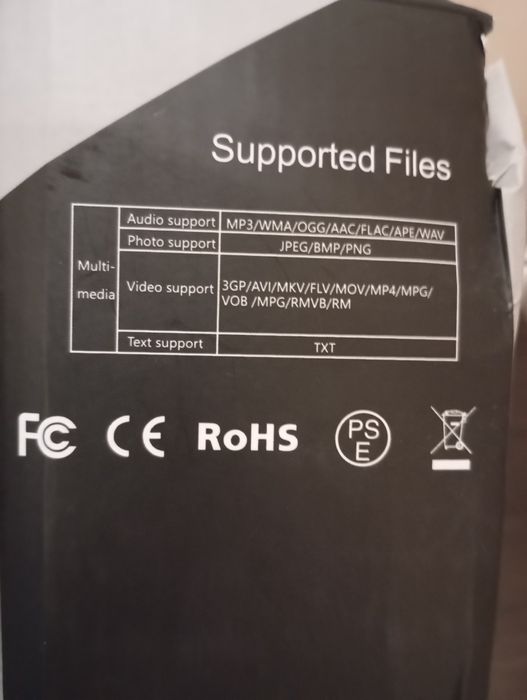 Supported Files
Multi-media
Audio support MP3/WMA/OGG/AAC/FLAC/APE/WAV
Photo support JPEG/BMP/PNG
Video support 3GP/AVI/MKV/FLV/MOV/MP4/MPG/
VOB /MPG/RMVB/RM
Text support TXT
FC CE RoHS PS
E